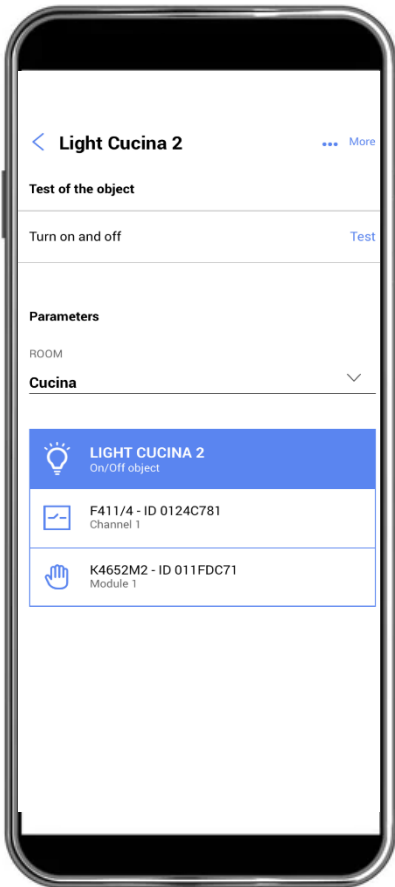 Light Cucina 2
••• More
Test of the object
Turn on and off Test
Parameters
ROOM
Cucina
LIGHT CUCINA 2
On/Off object
F411/4 - ID 0124C781
Channel 1
K4652M2 - ID 011FDC71
Module 1